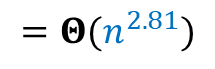 = Θ(n^2.81)